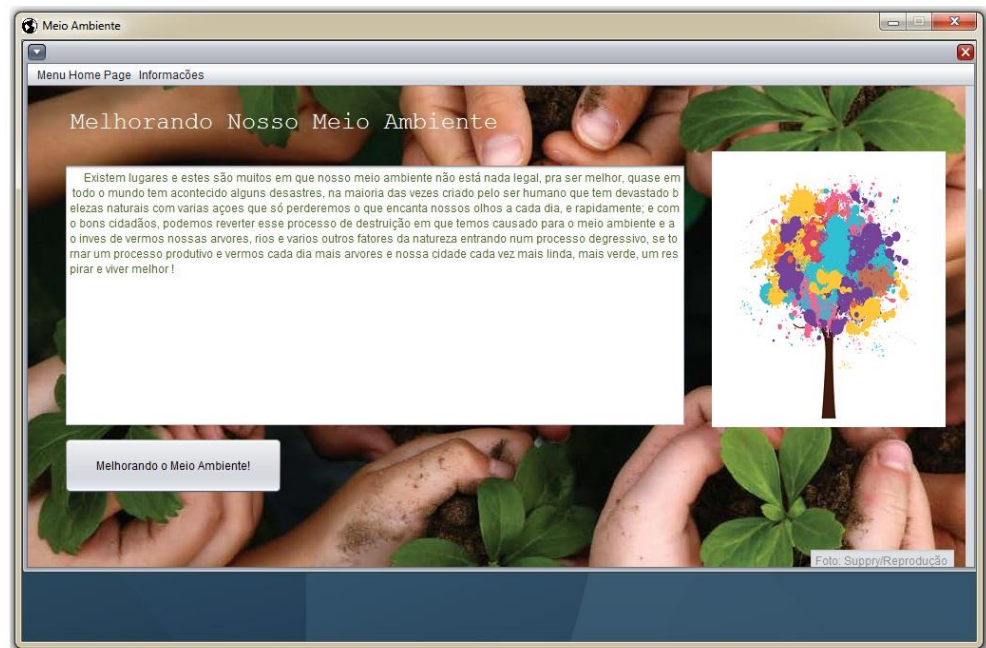 Meio Ambiente
Menu Home Page Informacões
Melhorando Nosso Meio Ambiente
Existem lugares e estes são muitos em que nosso meio ambiente não está nada legal, pra ser melhor, quase em
todo o mundo tem acontecido alguns desastres, na maioria das vezes criado pelo ser humano que tem devastado b
elezas naturais com varias açoes que só perderemos o que encanta nossos olhos a cada dia, e rapidamente; e com
o bons cidadãos, podemos reverter esse processo de destruição em que temos causado para o meio ambiente e a
o inves de vermos nossas arvores, rios e varios outros fatores da natureza entrando num processo degressivo, se to
rnar um processo produtivo e vermos cada dia mais arvores e nossa cidade cada vez mais linda, mais verde, um res
pirar e viver melhor !
Melhorando o Meio Ambiente!
Foto: Suppry/Reprodução